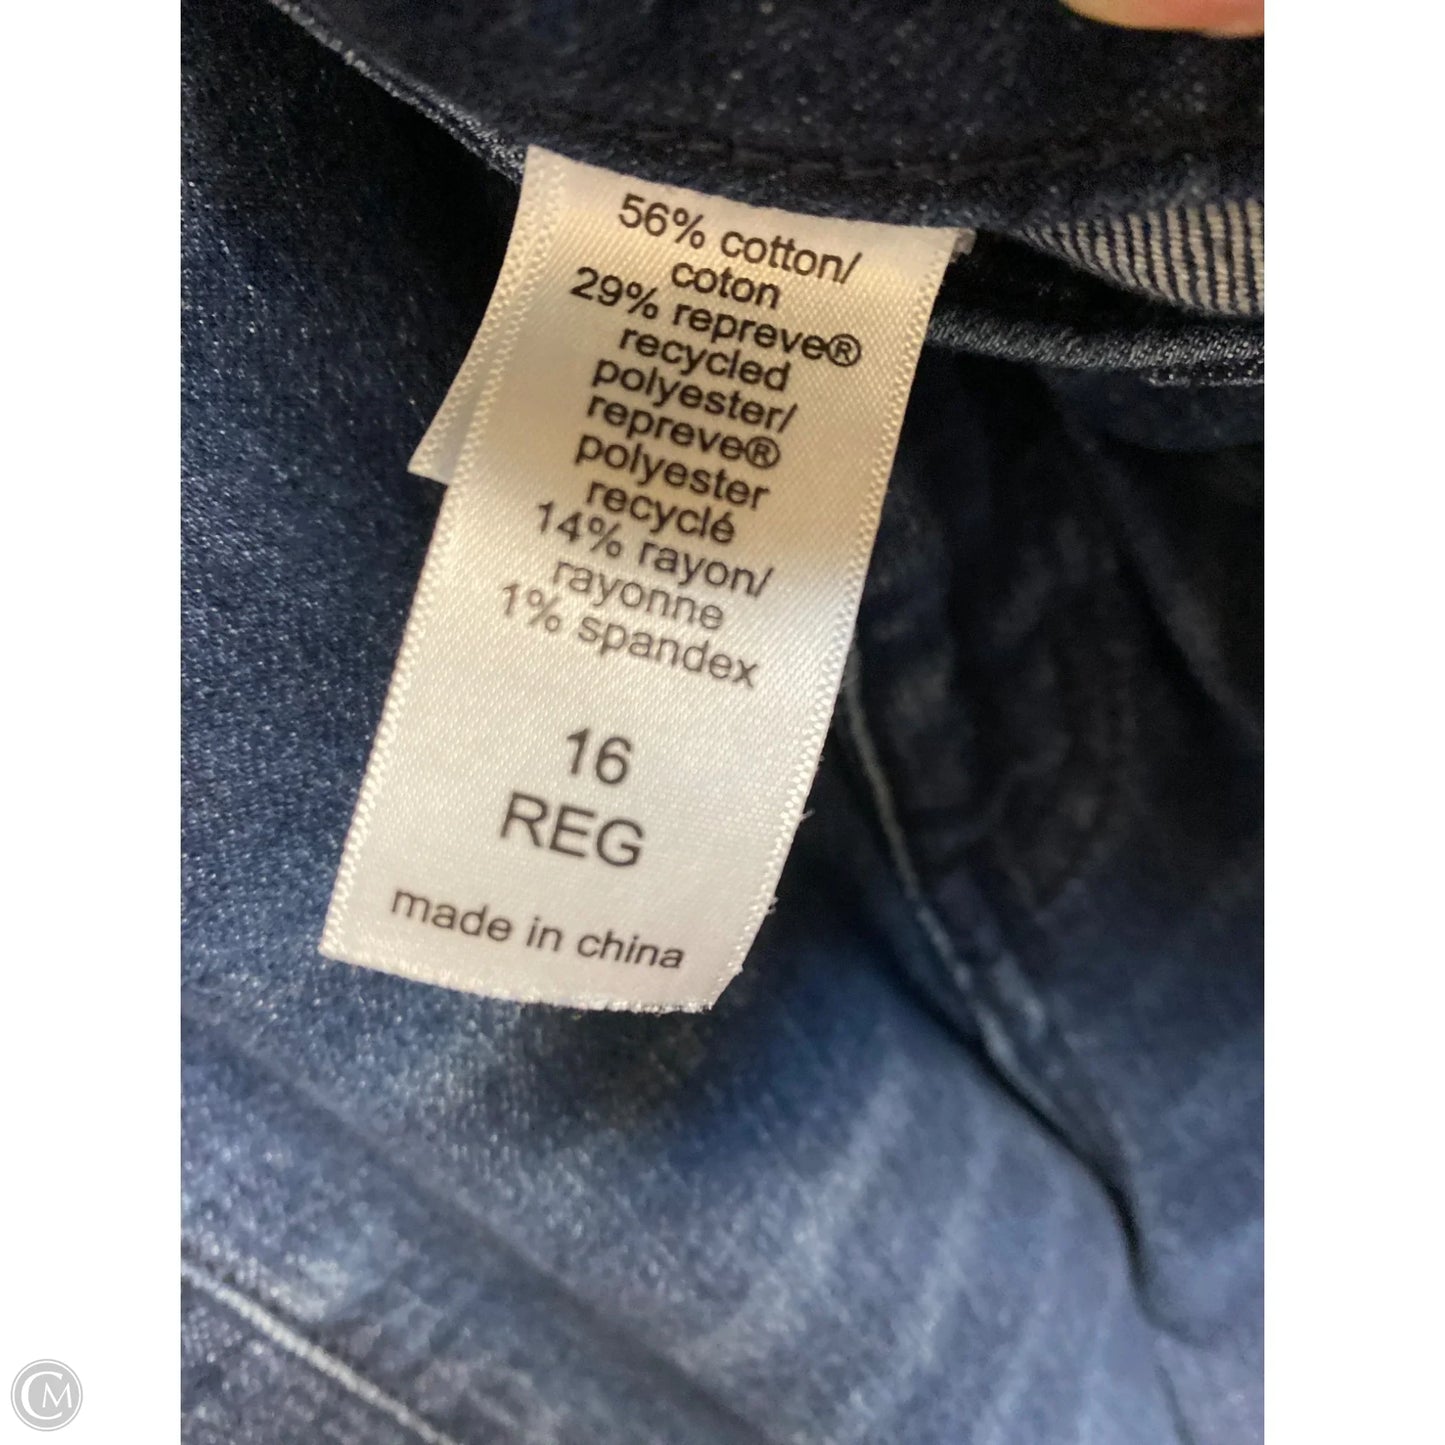 56% cotton/
coton
29% repreve®
recycled
polyester/
repreve®
polyester
recyclé
14% rayon/
rayonne
1% spandex
16
REG
made in china
CM